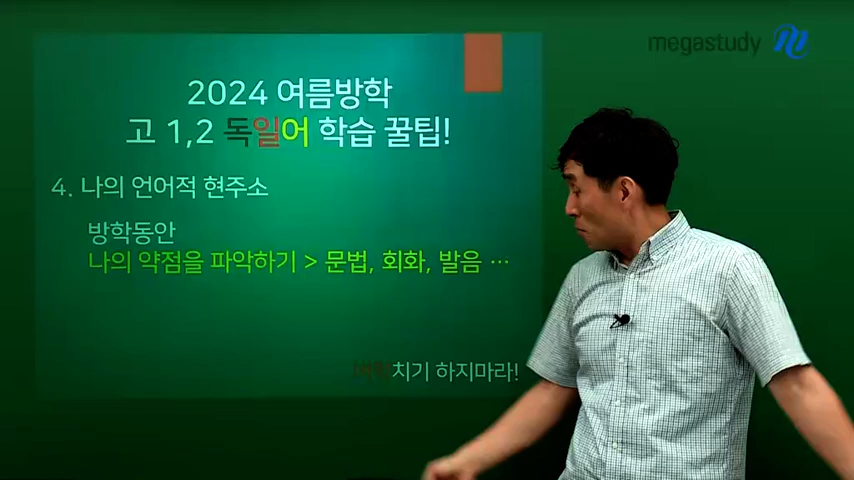 megastudy
2024 여름방학
고 1,2 독일어 학습 꿀팁!
4. 나의 언어적 현주소
방학동안
나의 약점을 파악하기 > 문법, 회화, 발음 ···
치기 하지마라!